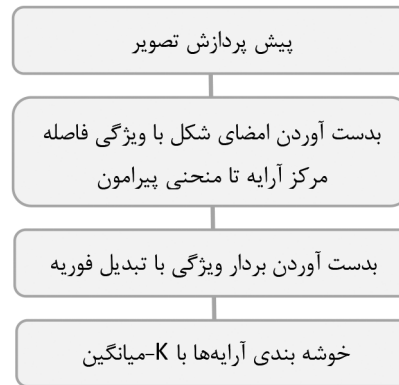 پیش پردازش تصویر
بدست آوردن امضای شکل با ویژگی فاصله
مرکز آرایه تا منحنی پیرامون
بدست آوردن بردار ویژگی با تبدیل فوریه
خوشه بندی آرایه‌ها با K-میانگین